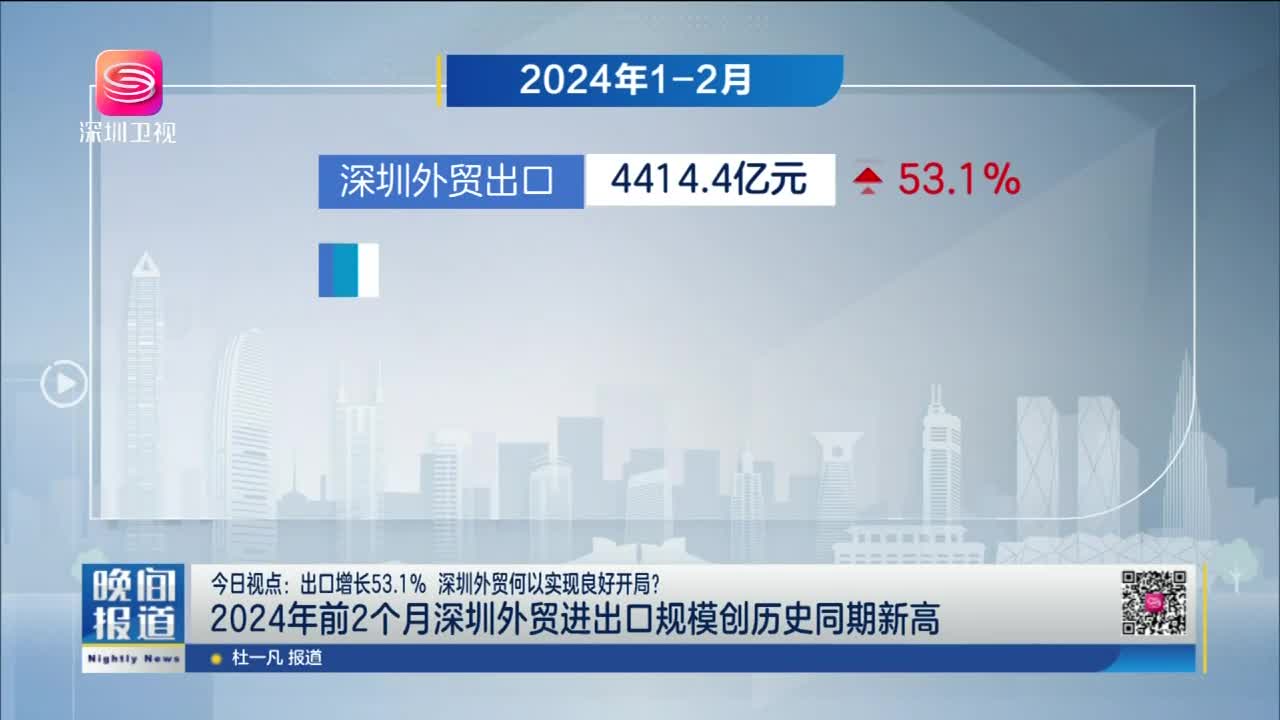 2024年1-2月
深圳卫视
深圳外贸出口 4414.4亿元 53.1%
今日视点：出口增长53.1% 深圳外贸何以实现良好开局？
晚间报道
2024年前2个月深圳外贸进出口规模创历史同期新高
Nightly News
杜一凡 报道